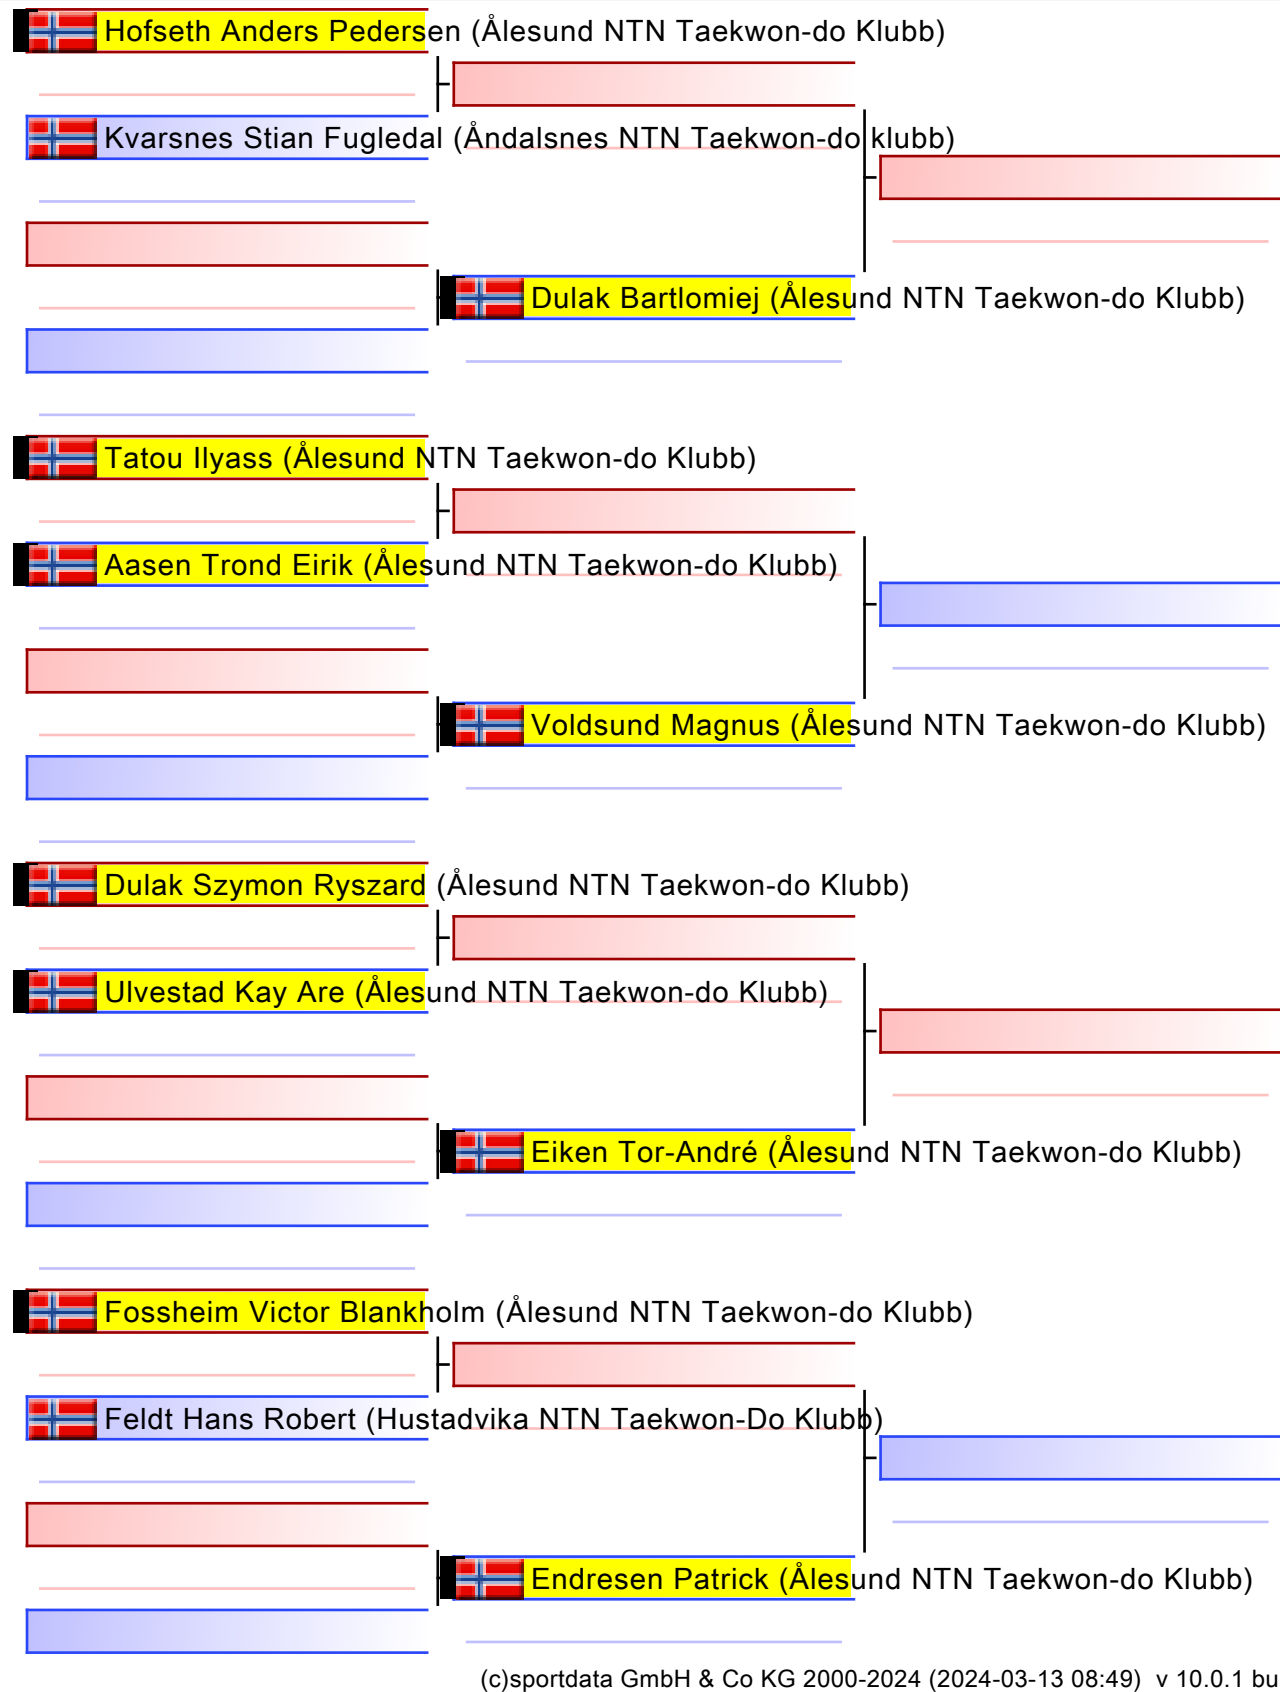 Hofseth Anders Pedersen (Ålesund NTN Taekwon-do Klubb)
Kvarsnes Stian Fugledal (Åndalsnes NTN Taekwon-do klubb)
Dulak Bartlomiej (Ålesund NTN Taekwon-do Klubb)
Tatou Ilyass (Ålesund NTN Taekwon-do Klubb)
Aasen Trond Eirik (Ålesund NTN Taekwon-do Klubb)
Voldsund Magnus (Ålesund NTN Taekwon-do Klubb)
Dulak Szymon Ryszard (Ålesund NTN Taekwon-do Klubb)
Ulvestad Kay Are (Ålesund NTN Taekwon-do Klubb)
Eiken Tor-André (Ålesund NTN Taekwon-do Klubb)
Fossheim Victor Blankholm (Ålesund NTN Taekwon-do Klubb)
Feldt Hans Robert (Hustadvika NTN Taekwon-Do Klubb)
Endresen Patrick (Ålesund NTN Taekwon-do Klubb)
(c)sportdata GmbH & Co KG 2000-2024 (2024-03-13 08:49) v 10.0.1 bu